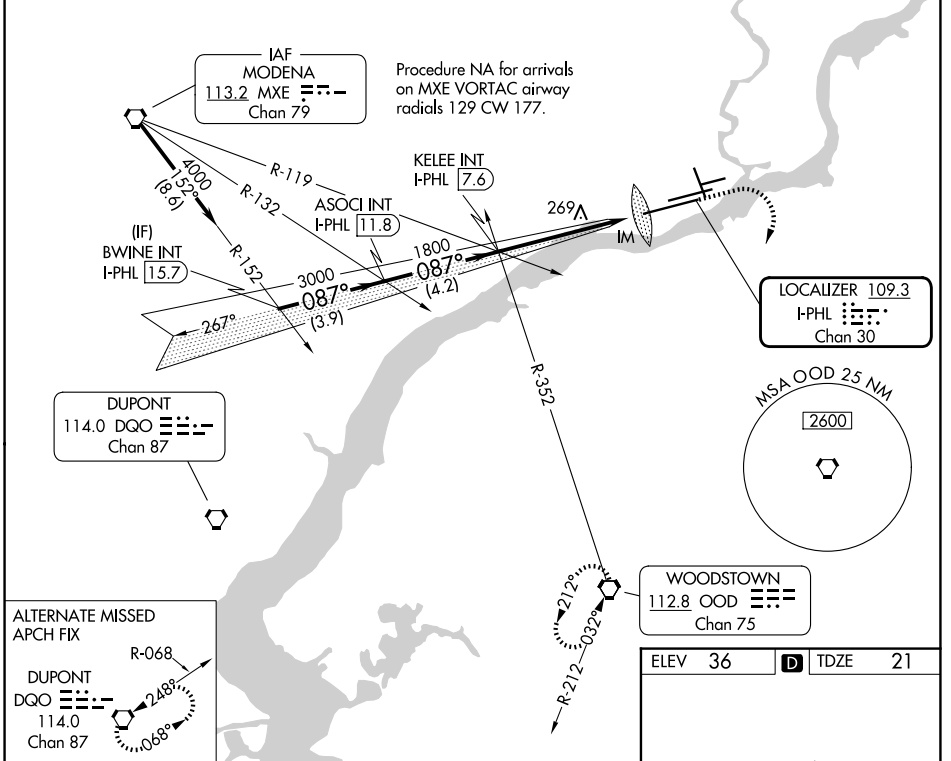 IAF
MODENA
113.2 MXE
Chan 79
Procedure NA for arrivals
on MXE VORTAC airway
radials 129 CW 177.
4000
152°
(8.6)
R-119
R-132
R-152
KELEE INT
I-PHL 7.6
ASOCI INT
I-PHL 11.8
(IF)
BWINE INT
I-PHL 15.7
269
IM
3000
087°
(3.9)
1800
087°
(4.2)
267°
LOCALIZER 109.3
I-PHL
Chan 30
R-352
MSA OOD 25 NM
2600
DUPONT
114.0 DQO
Chan 87
WOODSTOWN
112.8 OOD
Chan 75
212°
032°
R-212
ALTERNATE MISSED
APCH FIX
R-068
DUPONT
DQO
114.0
Chan 87
248°
068°
ELEV 36 D TDZE 21